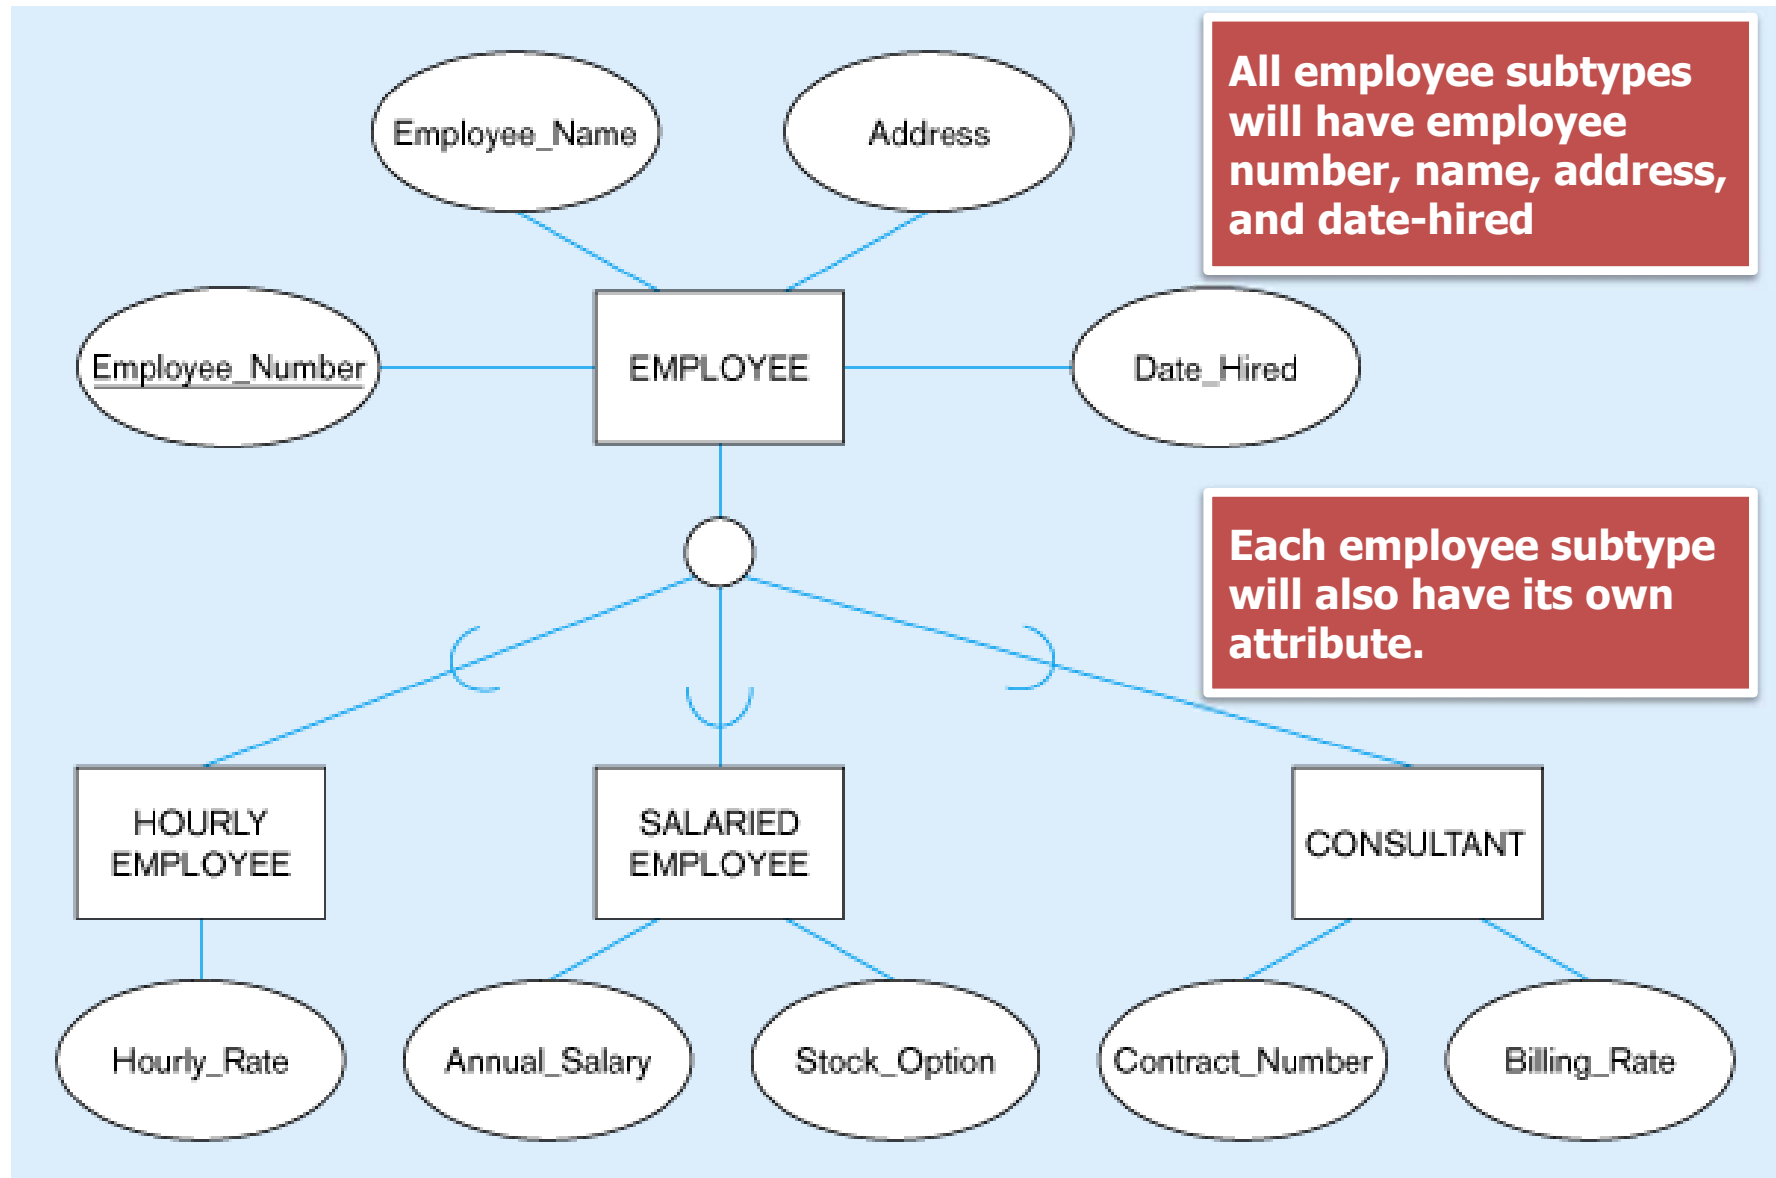 All employee subtypes
will have employee
number, name, address,
and date-hired
Employee_Name
Address
Employee_Number
EMPLOYEE
Date_Hired
Each employee subtype
will also have its own
attribute.
HOURLY
EMPLOYEE
SALARIED
EMPLOYEE
CONSULTANT
Hourly_Rate
Annual_Salary
Stock_Option
Contract_Number
Billing_Rate